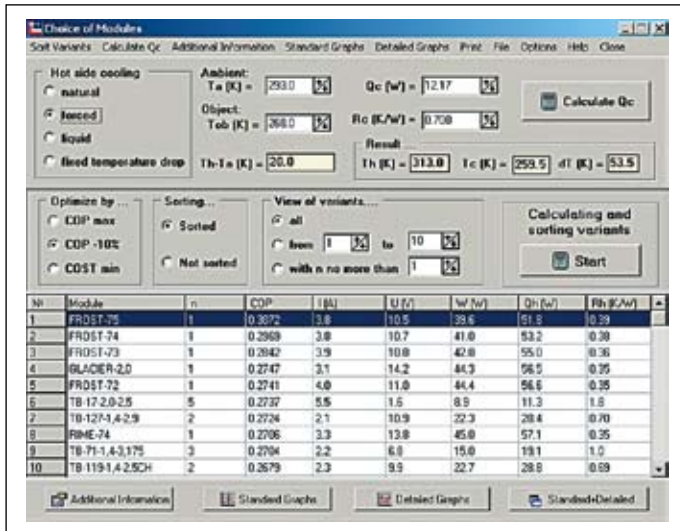 Choice of Modules
Sort Variants Calculate Qc Additional Information Standard Graphs Detailed Graphs Print File Options Help Close
Hot side cooling
natural
forced
liquid
fixed temperature drop
Ambient:
Ta (K) = 293.0
Object:
Tob (K) = 268.0
Th-Ta (K) = 20.0
Qc (W) = 12.17
Rc (K/W) = 0.708
Calculate Qc
Result ...
Th (K) = 313.0 Tc (K) = 259.5 dT (K) = 53.5
Optimize by ...
COP max
COP -10%
COST min
Sorting...
Sorted
Not sorted
View of variants....
all
from 1 to 10
with n no more than 1
Calculating and
sorting variants
Start
№ Module n COP I (A) U (V) W (W) Qh (W) Rh (K/W)
1 FROST-75 1 0.3072 3.8 10.5 39.6 51.8 0.39
2 FROST-74 1 0.2969 3.8 10.7 41.0 53.2 0.38
3 FROST-73 1 0.2842 3.9 10.8 42.8 55.0 0.36
4 GLACIER-2,0 1 0.2747 3.1 14.2 44.3 56.5 0.35
5 FROST-72 1 0.2741 4.0 11.0 44.4 56.6 0.35
6 TB-17-2,0-2,5 5 0.2737 5.5 1.6 8.9 11.3 1.8
7 TB-127-1,4-2,9 2 0.2724 2.1 10.9 22.3 28.4 0.70
8 RIME-74 1 0.2706 3.3 13.8 45.0 57.1 0.35
9 TB-71-1,4-3,175 3 0.2704 2.2 6.8 15.0 19.1 1.0
10 TB-119-1,4-2.5CH 2 0.2679 2.3 9.9 22.7 28.8 0.69
Additional Information Standard Graphs Detailed Graphs Standard+Detailed